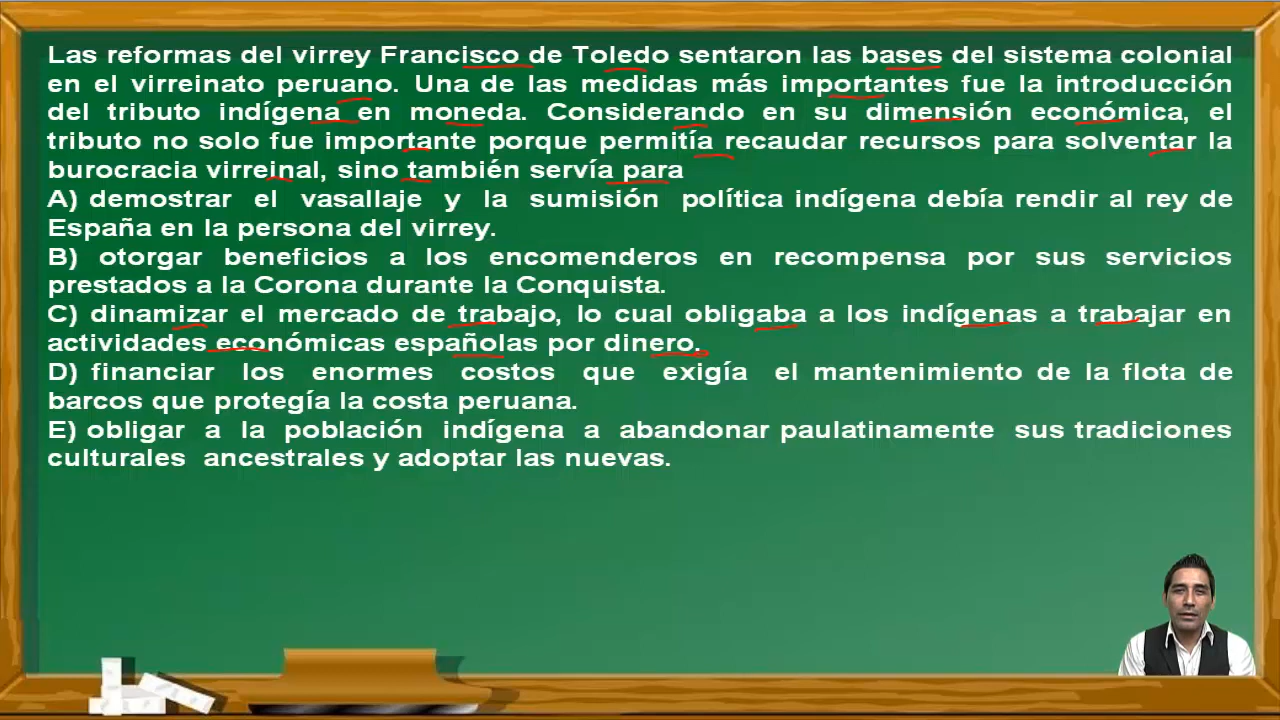 Las reformas del virrey Francisco de Toledo sentaron las bases del sistema colonial
en el virreinato peruano. Una de las medidas más importantes fue la introducción
del tributo indígena en moneda. Considerando en su dimensión económica, el
tributo no solo fue importante porque permitía recaudar recursos para solventar la
burocracia virreinal, sino también servía para
A) demostrar el vasallaje y la sumisión política indígena debía rendir al rey de
España en la persona del virrey.
B) otorgar beneficios a los encomenderos en recompensa por sus servicios
prestados a la Corona durante la Conquista.
C) dinamizar el mercado de trabajo, lo cual obligaba a los indígenas a trabajar en
actividades económicas españolas por dinero.
D) financiar los enormes costos que exigía el mantenimiento de la flota de
barcos que protegía la costa peruana.
E) obligar a la población indígena a abandonar paulatinamente sus tradiciones
culturales ancestrales y adoptar las nuevas.